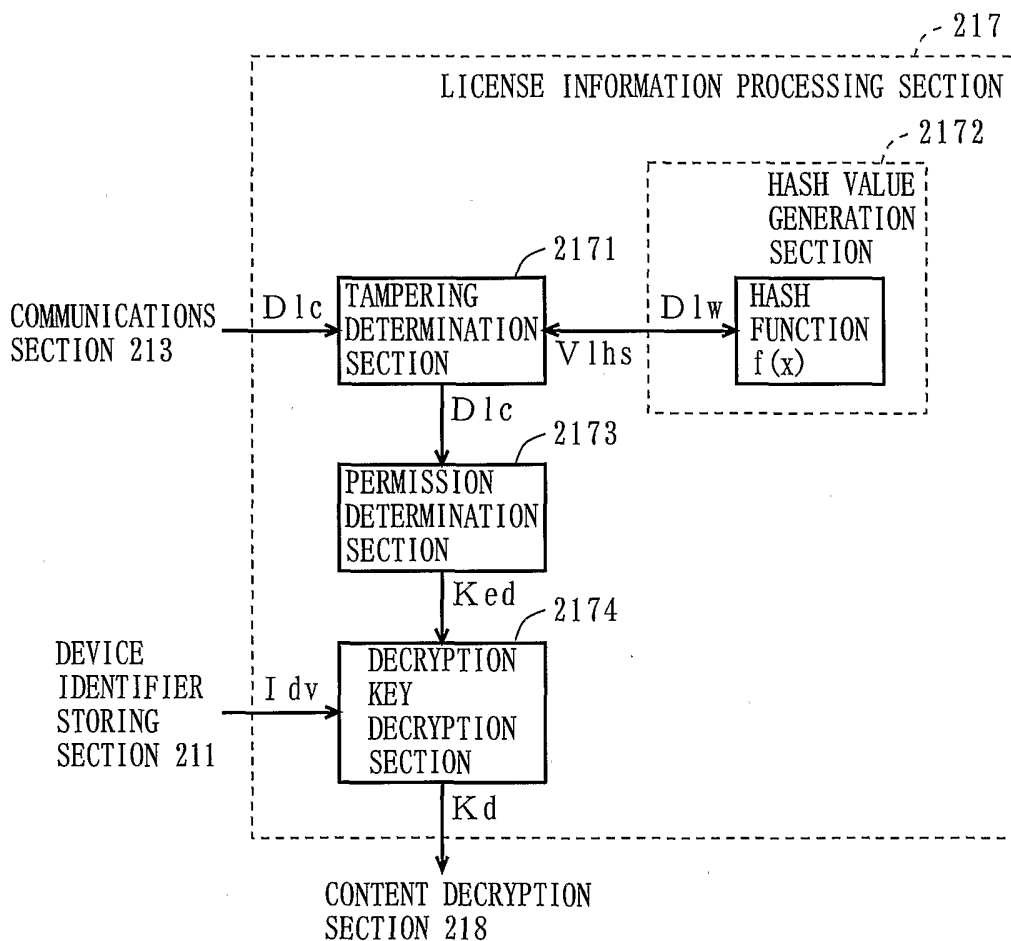 217
LICENSE INFORMATION PROCESSING SECTION
2172
HASH VALUE
GENERATION
SECTION
2171
COMMUNICATIONS
SECTION 213
Dlc
TAMPERING
DETERMINATION
SECTION
Dlw
Vlhs
HASH
FUNCTION
f(x)
Dlc
2173
PERMISSION
DETERMINATION
SECTION
Ked
2174
DEVICE
IDENTIFIER
STORING
SECTION 211
Idv
DECRYPTION
KEY
DECRYPTION
SECTION
Kd
CONTENT DECRYPTION
SECTION 218